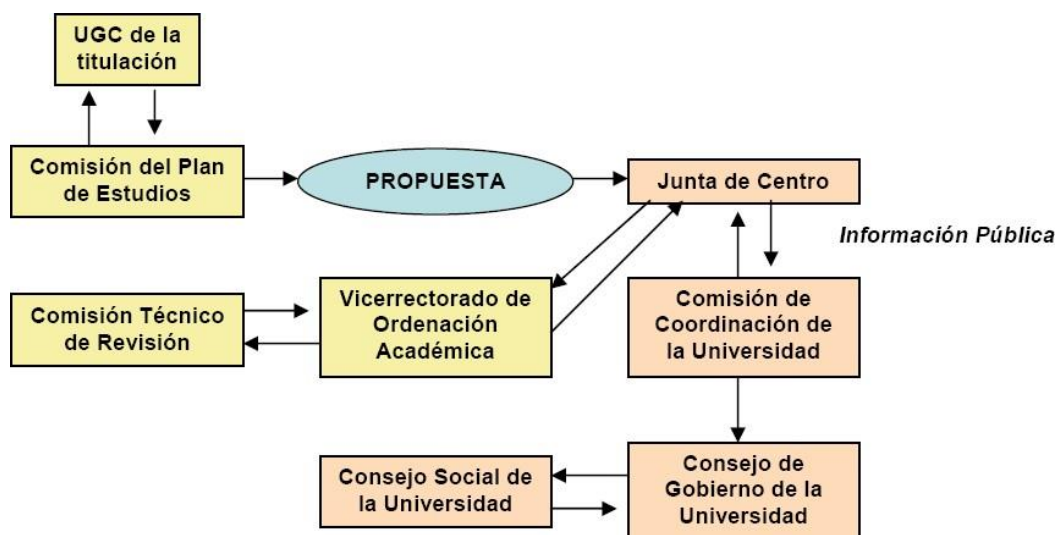 UGC de la
titulación
Comisión del Plan
de Estudios
PROPUESTA
Junta de Centro
Información Pública
Comisión Técnico
de Revisión
Vicerrectorado de
Ordenación
Académica
Comisión de
Coordinación de
la Universidad
Consejo Social de
la Universidad
Consejo de
Gobierno de la
Universidad